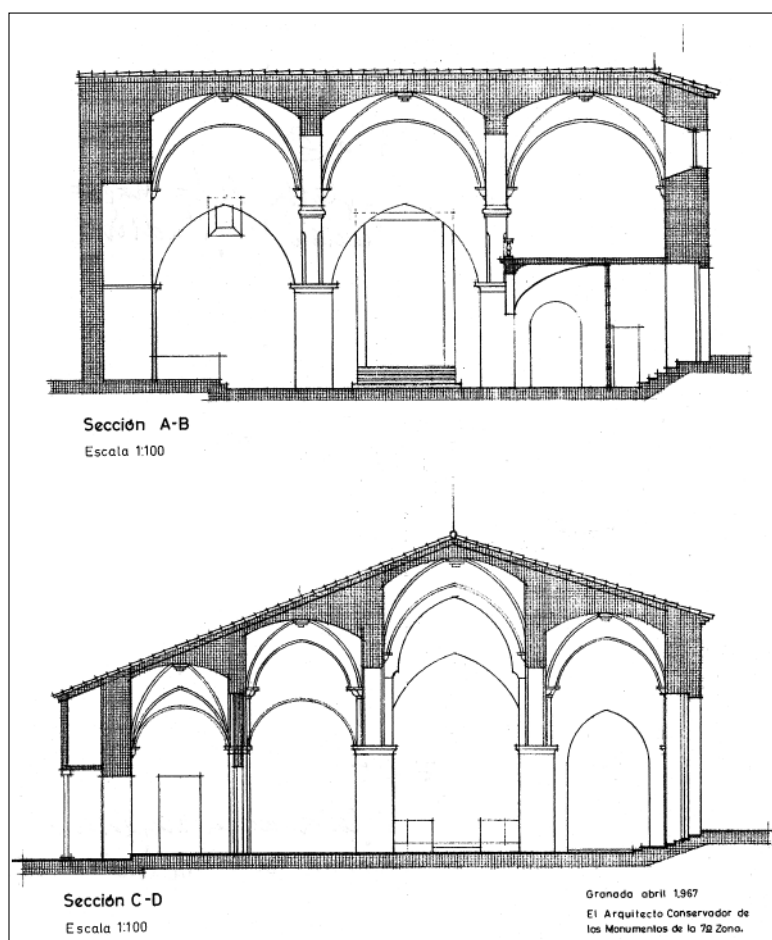 Sección A-B
Escala 1:100
Sección C-D
Escala 1:100
Granada abril 1,967
El Arquitecto Conservador de
los Monumentos de la 7ª Zona.